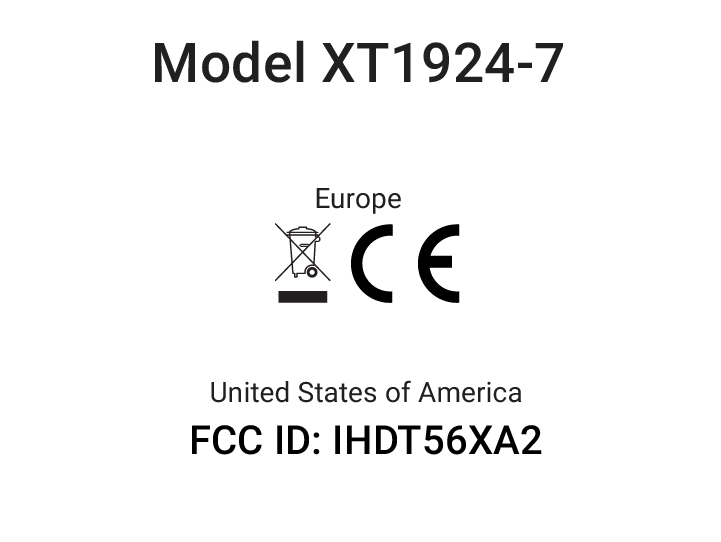 Model XT1924-7
Europe
CE
United States of America
FCC ID: IHDT56XA2